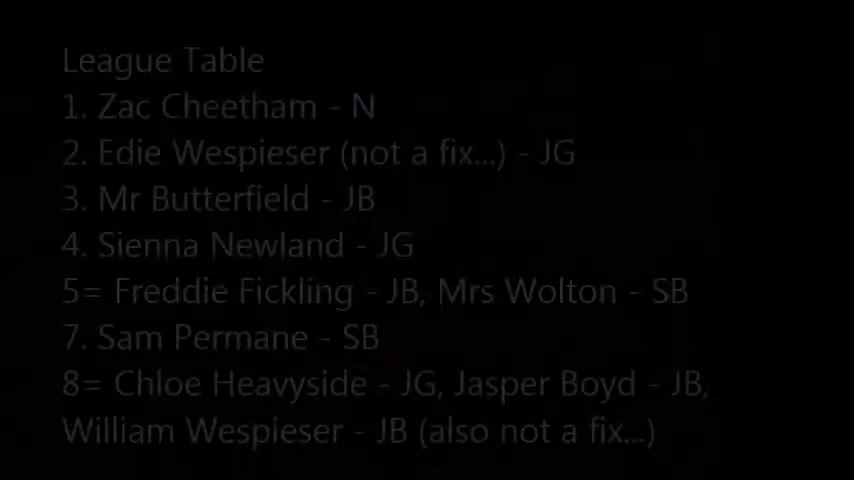 League Table
1. Zac Cheetham - N
2. Edie Wespieser (not a fix...) - JG
3. Mr Butterfield - JB
4. Sienna Newland - JG
5= Freddie Fickling - JB, Mrs Wolton - SB
7. Sam Permane - SB
8= Chloe Heavyside - JG, Jasper Boyd - JB,
William Wespieser - JB (also not a fix...)